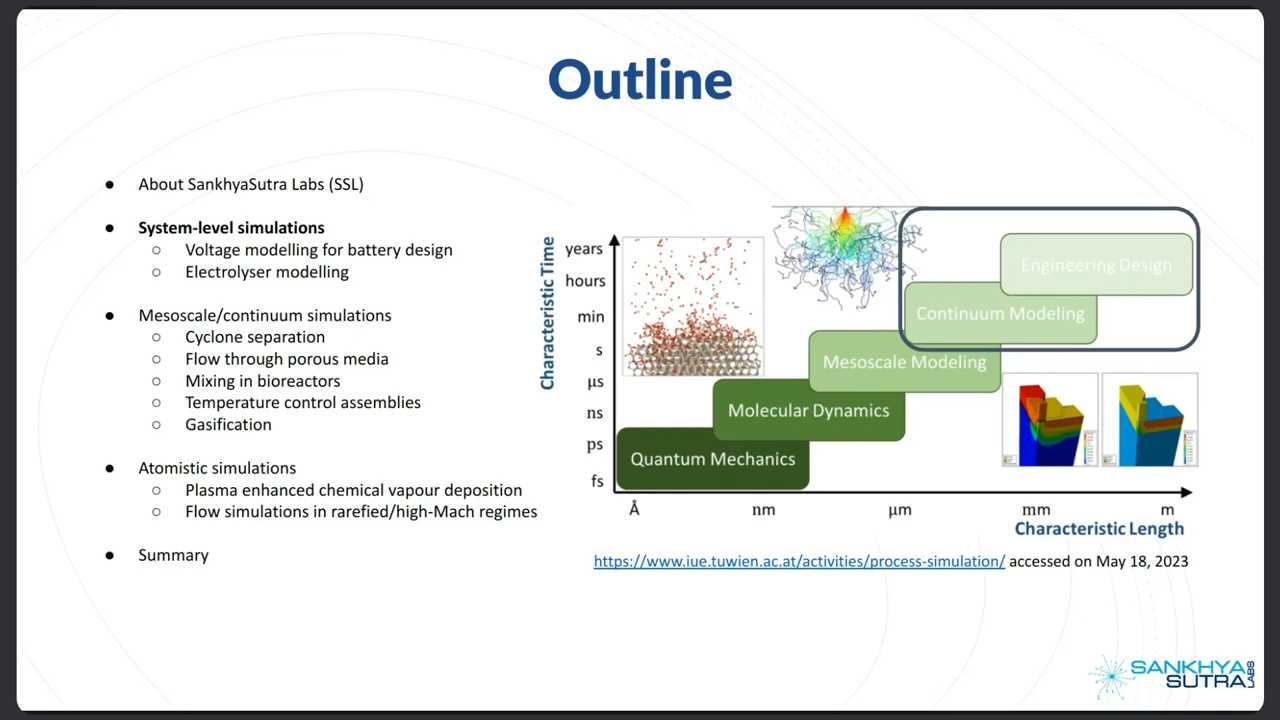 Outline
● About SankhyaSutra Labs (SSL)
● System-level simulations
○ Voltage modelling for battery design
○ Electrolyser modelling
● Mesoscale/continuum simulations
○ Cyclone separation
○ Flow through porous media
○ Mixing in bioreactors
○ Temperature control assemblies
○ Gasification
● Atomistic simulations
○ Plasma enhanced chemical vapour deposition
○ Flow simulations in rarefied/high-Mach regimes
● Summary
Characteristic Time
years
hours
min
s
µs
ns
ps
fs
Engineering Design
Continuum Modeling
Mesoscale Modeling
Molecular Dynamics
Quantum Mechanics
Å nm µm mm m
Characteristic Length
https://www.iue.tuwien.ac.at/activities/process-simulation/ accessed on May 18, 2023
SANKHYA
SUTRA LABS